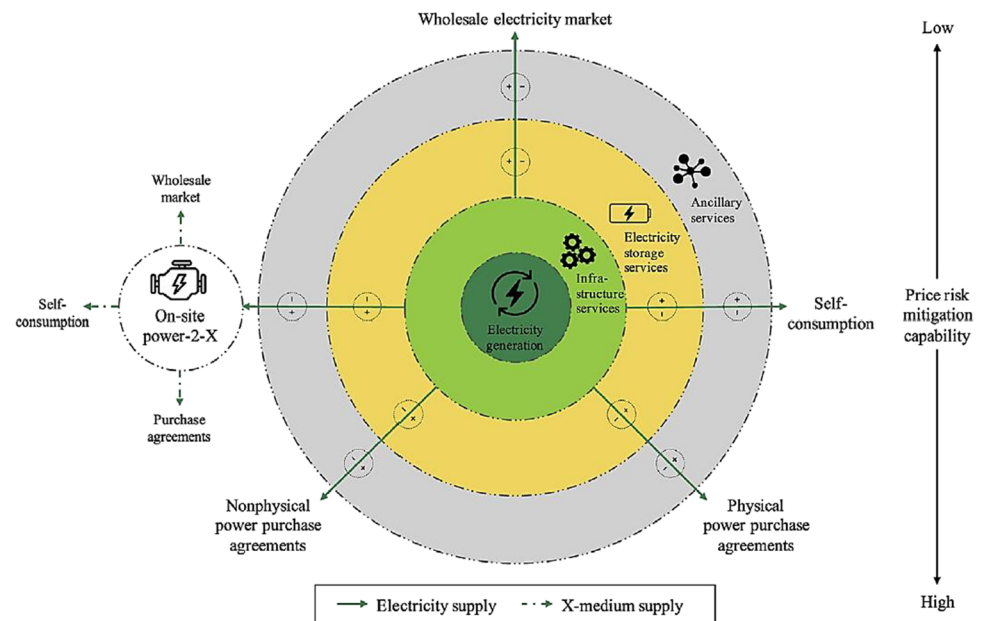 Wholesale electricity market
Low
Ancillary
services
Wholesale
market
Electricity
storage
services
Infra-
structure
services
Electricity
generation
Self-
consumption
On-site
power-2-X
Self-
consumption
Price risk
mitigation
capability
Purchase
agreements
Nonphysical
power purchase
agreements
Physical
power purchase
agreements
High
Electricity supply
X-medium supply